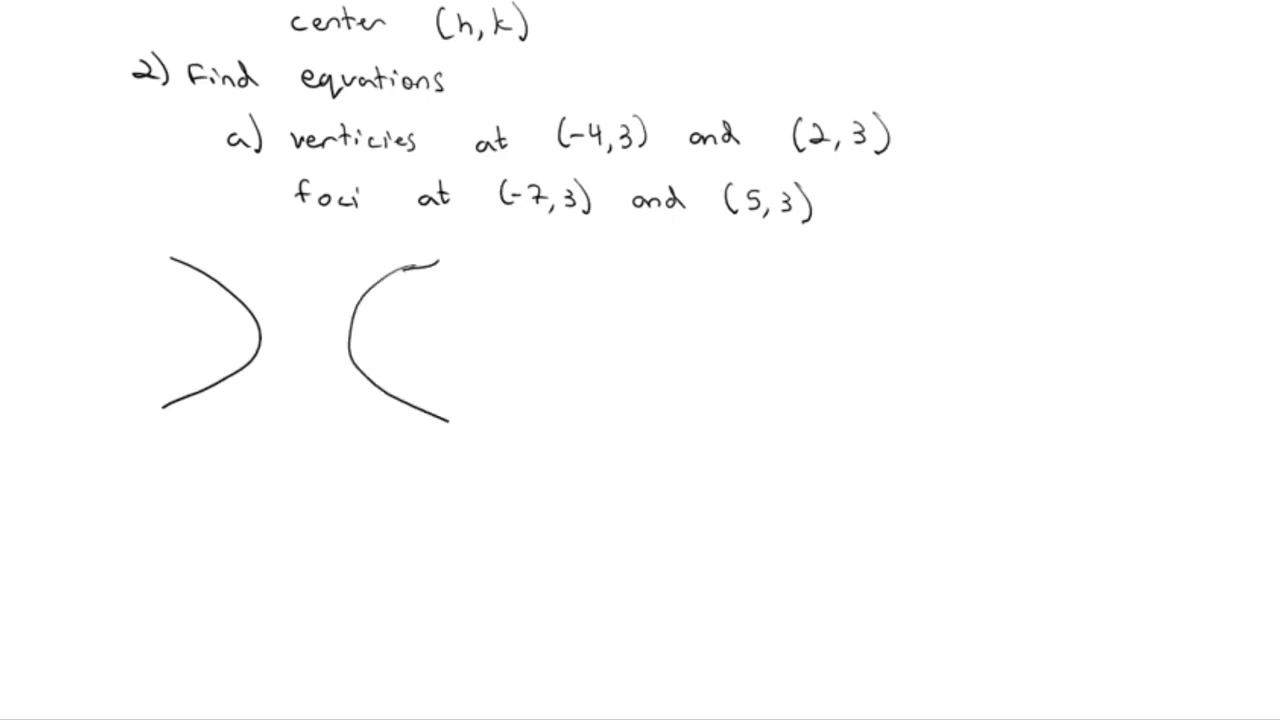 center (h,k)
2) Find equations
a) verticies at (-4,3) and (2,3)
foci at (-7,3) and (5,3)